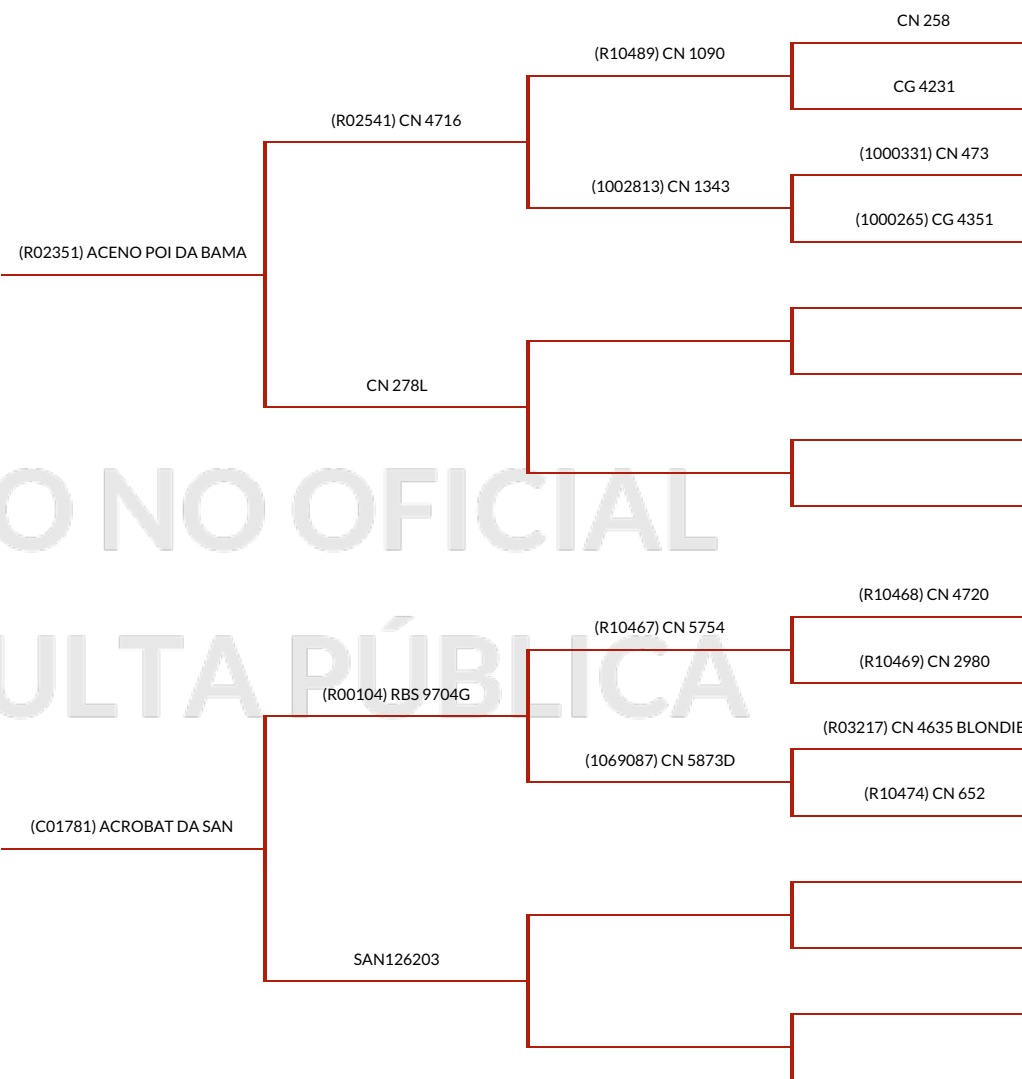 CN 258
(R10489) CN 1090
CG 4231
(R02541) CN 4716
(1000331) CN 473
(1002813) CN 1343
(1000265) CG 4351
(R02351) ACENO POI DA BAMA
CN 278L
O NO OFICIAL
(R10468) CN 4720
(R10467) CN 5754
ULTA PÚBLICA
(R10469) CN 2980
(R00104) RBS 9704G
(R03217) CN 4635 BLONDIE
(1069087) CN 5873D
(R10474) CN 652
(C01781) ACROBAT DA SAN
SAN126203